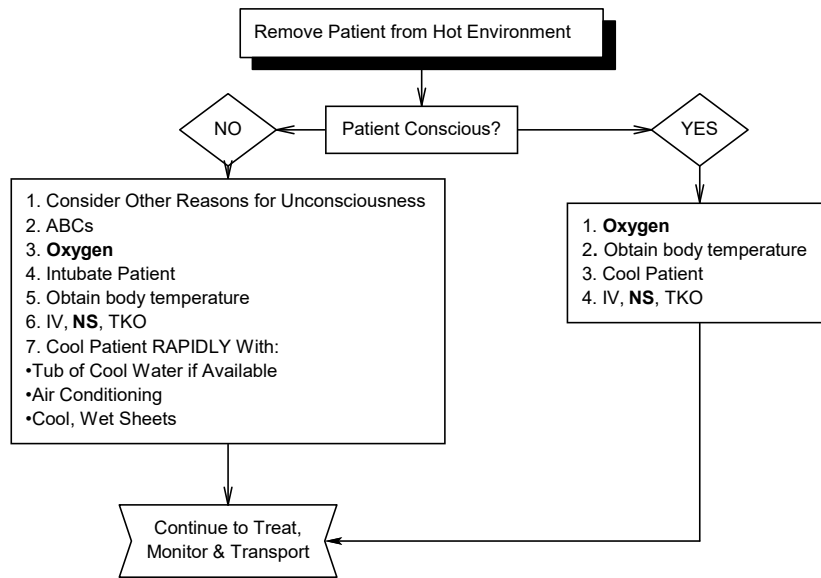 Remove Patient from Hot Environment
NO
Patient Conscious?
YES
1. Consider Other Reasons for Unconsciousness
2. ABCs
3. Oxygen
4. Intubate Patient
5. Obtain body temperature
6. IV, NS, TKO
7. Cool Patient RAPIDLY With:
•Tub of Cool Water if Available
•Air Conditioning
•Cool, Wet Sheets
1. Oxygen
2. Obtain body temperature
3. Cool Patient
4. IV, NS, TKO
Continue to Treat,
Monitor & Transport